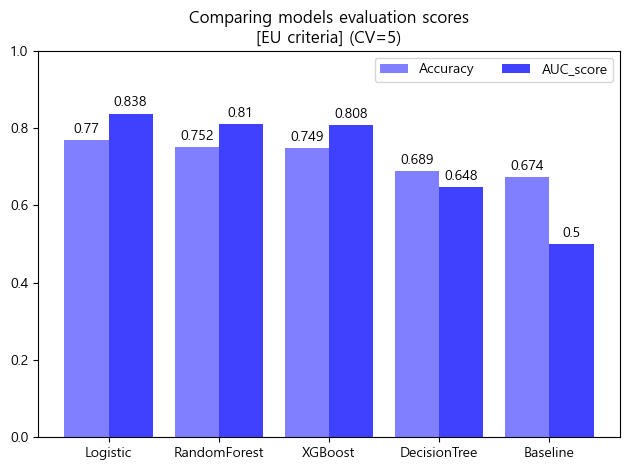 Comparing models evaluation scores
[EU criteria] (CV=5)
1.0
0.8
0.6
0.4
0.2
0.0
Accuracy
AUC_score
0.77
0.838
0.752
0.81
0.749
0.808
0.689
0.648
0.674
0.5
Logistic
RandomForest
XGBoost
DecisionTree
Baseline